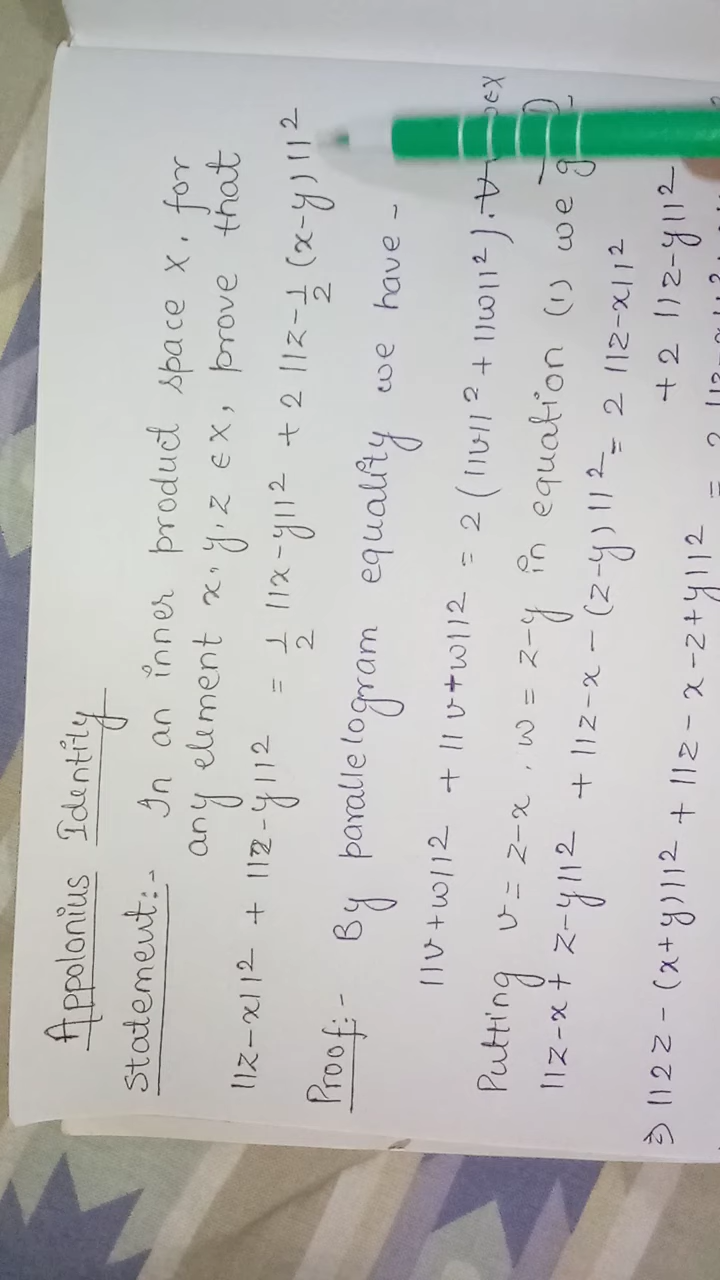 Appolonius Identity
Statement:- In an inner product space X, for
any element x, y, z ∈ X, prove that
||z-x||² + ||z-y||² = 1/2 ||x-y||² + 2 ||z-1/2(x-y)||²
Proof:- By parallelogram equality we have -
||v+w||² + ||v+w||² = 2(||v||² + ||w||²). ∀ ∈X
Putting v = z-x, w = z-y in equation (1) we
||z-x+z-y||² + ||z-x-(z-y)||² = 2 ||z-x||²
+ 2 ||z-y||²
⇒ ||2z-(x+y)||² + ||z-x-z+y||² =